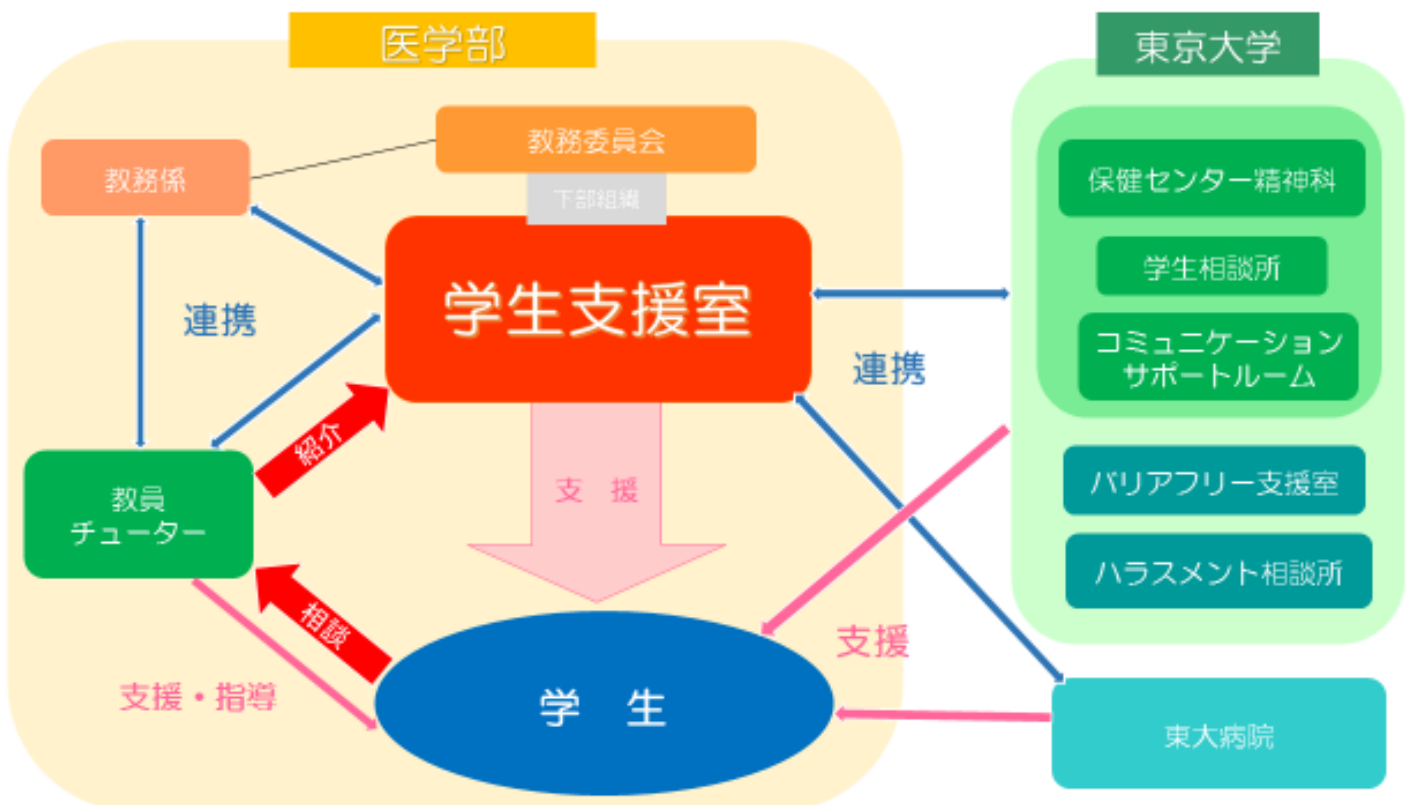 医学部
東京大学
教務委員会
教務係
下部組織
学生支援室
連携
紹介
教員
チューター
支　援
相談
支援・指導
学　生
保健センター精神科
学生相談所
コミュニケーション
サポートルーム
連携
バリアフリー支援室
ハラスメント相談所
支援
東大病院